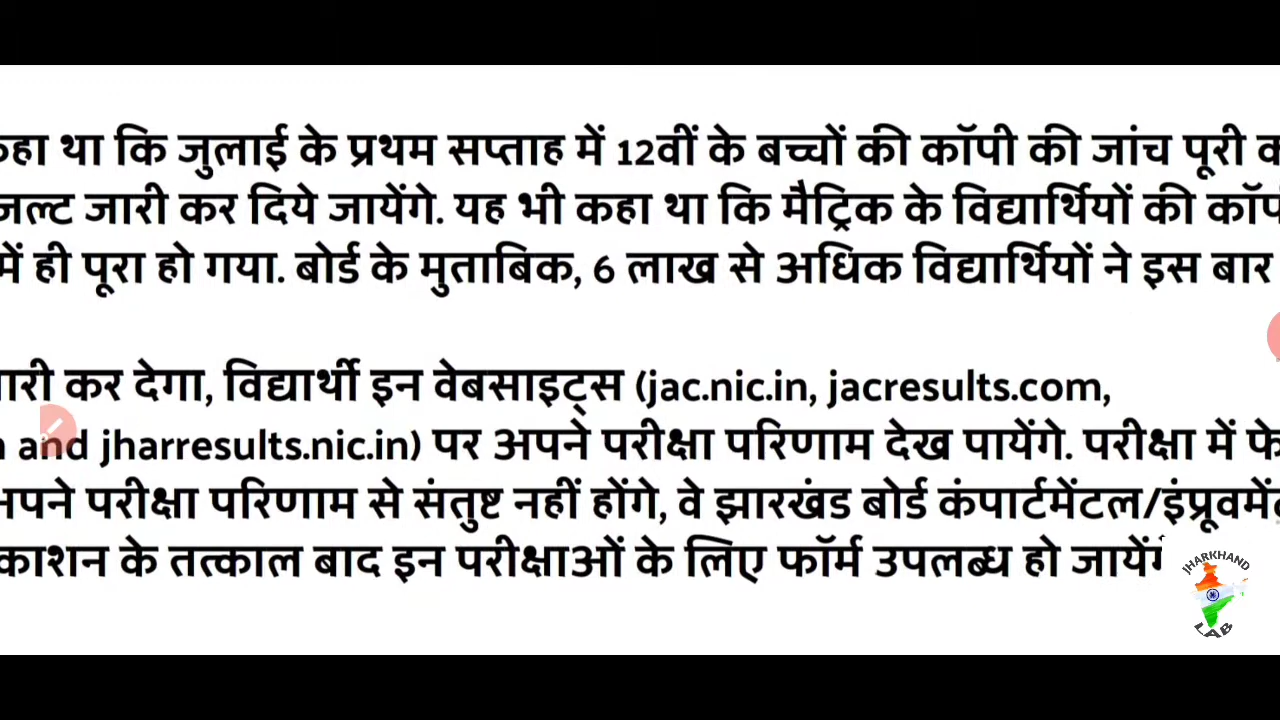 कहा था कि जुलाई के प्रथम सप्ताह में 12वीं के बच्चों की कॉपी की जांच पूरी
जल्ट जारी कर दिये जायेंगे. यह भी कहा था कि मैट्रिक के विद्यार्थियों की
में ही पूरा हो गया. बोर्ड के मुताबिक, 6 लाख से अधिक विद्यार्थियों ने इस बार
कर देगा, विद्यार्थी इन वेबसाइट्स (jac.nic.in, jacresults.com,
and jharresults.nic.in) पर अपने परीक्षा परिणाम देख पायेंगे. परीक्षा में
अपने परीक्षा परिणाम से संतुष्ट नहीं होंगे, वे झारखंड बोर्ड कंपार्टमेंटल/
काशन के तत्काल बाद इन परीक्षाओं के लिए फॉर्म उपलब्ध हो
JHARKHAND
LAB